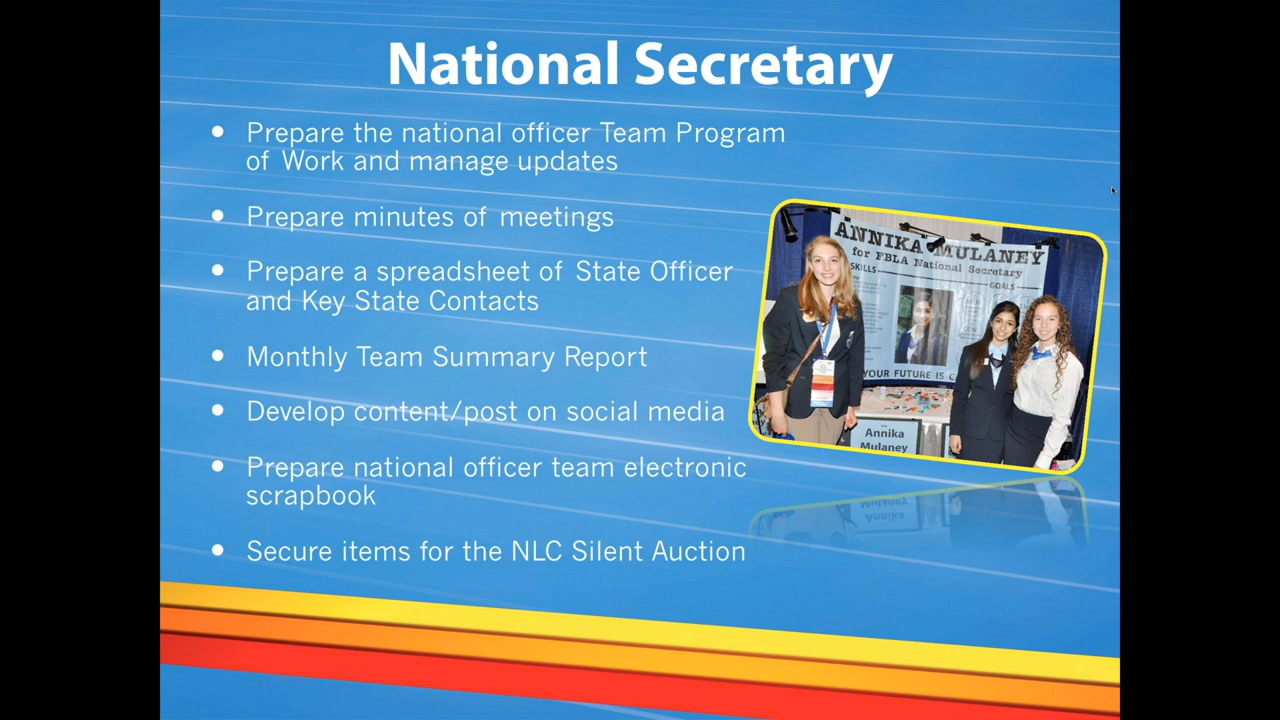 National Secretary
Prepare the national officer Team Program
of Work and manage updates
Prepare minutes of meetings
Prepare a spreadsheet of State Officer
and Key State Contacts
Monthly Team Summary Report
Develop content/post on social media
Prepare national officer team electronic
scrapbook
Secure items for the NLC Silent Auction
ANNIKA MULANEY
for FBLA National Secretary
SKILLS
GOALS
YOUR FUTURE IS
Annika
Mulaney